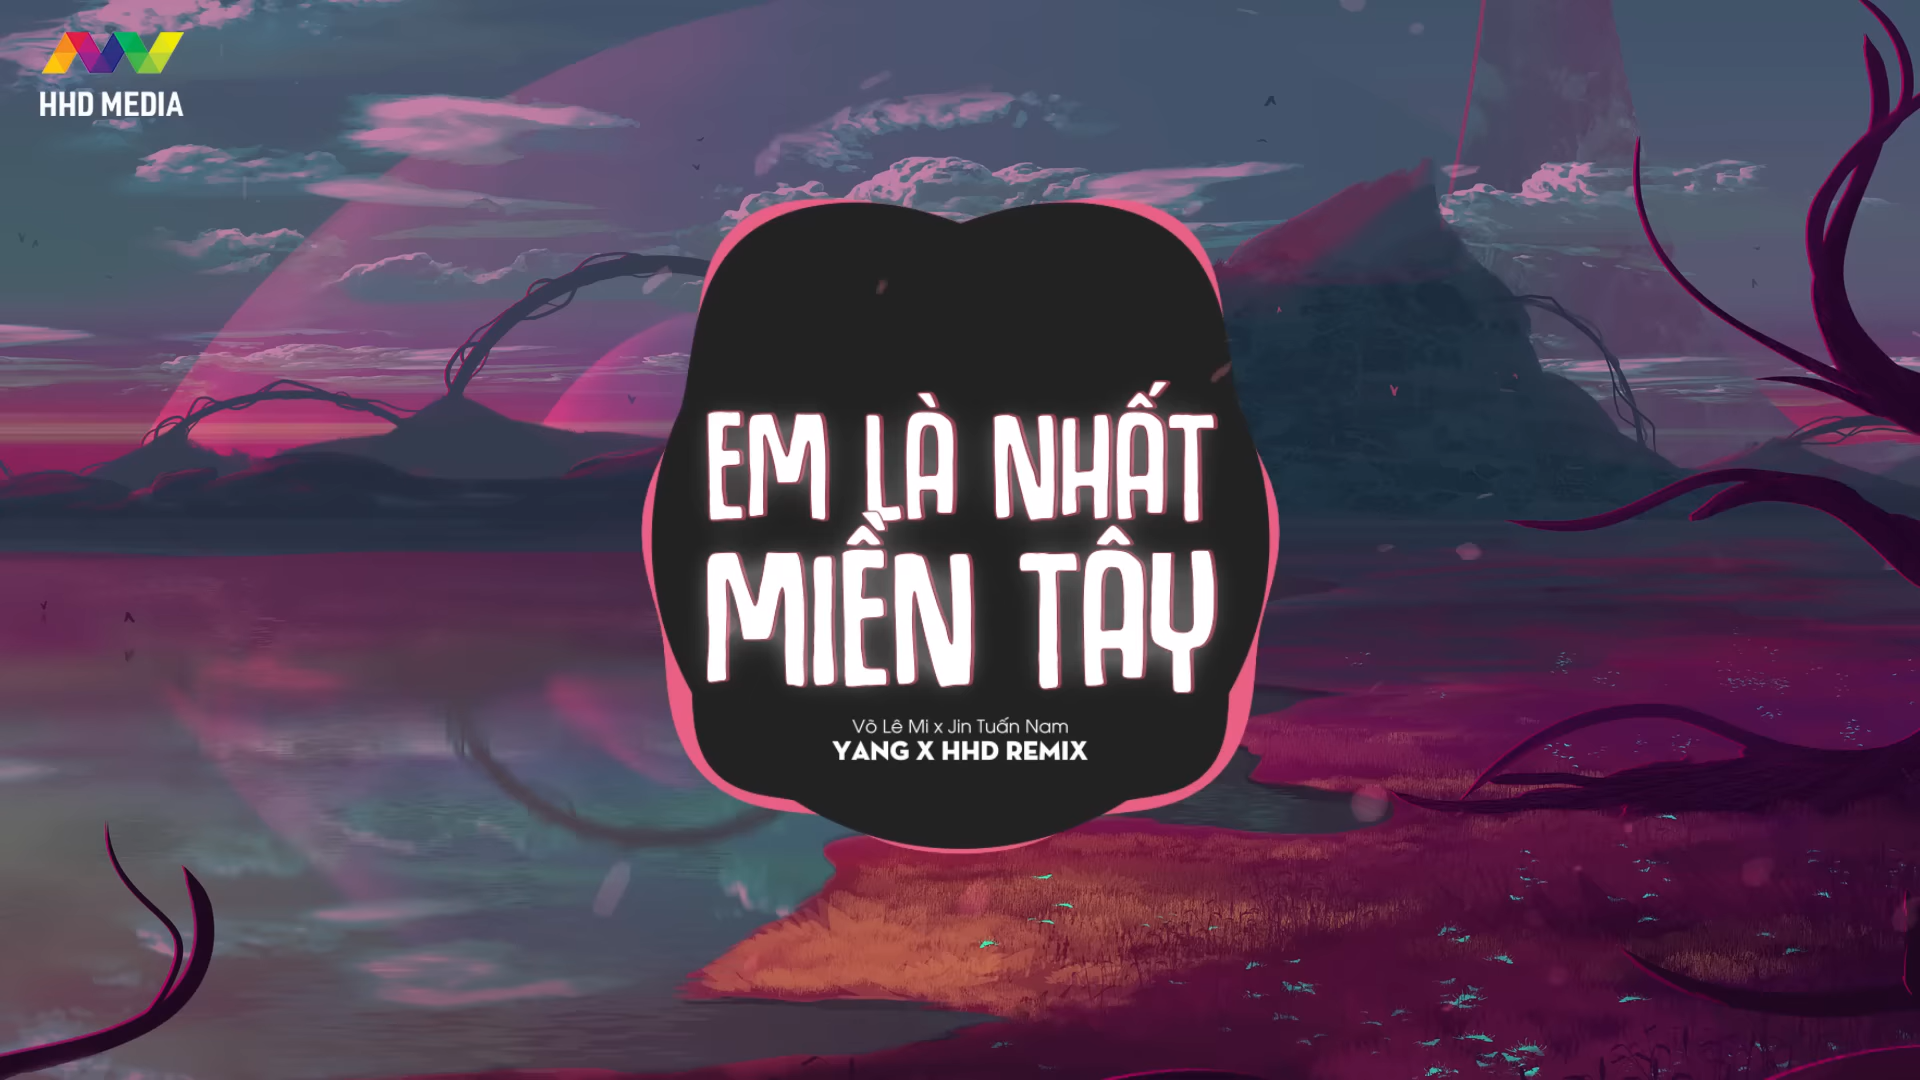 HHD MEDIA
EM LÀ NHẤT
MIỀN TÂY
Võ Lê Mi x Jin Tuấn Nam
YANG X HHD REMIX